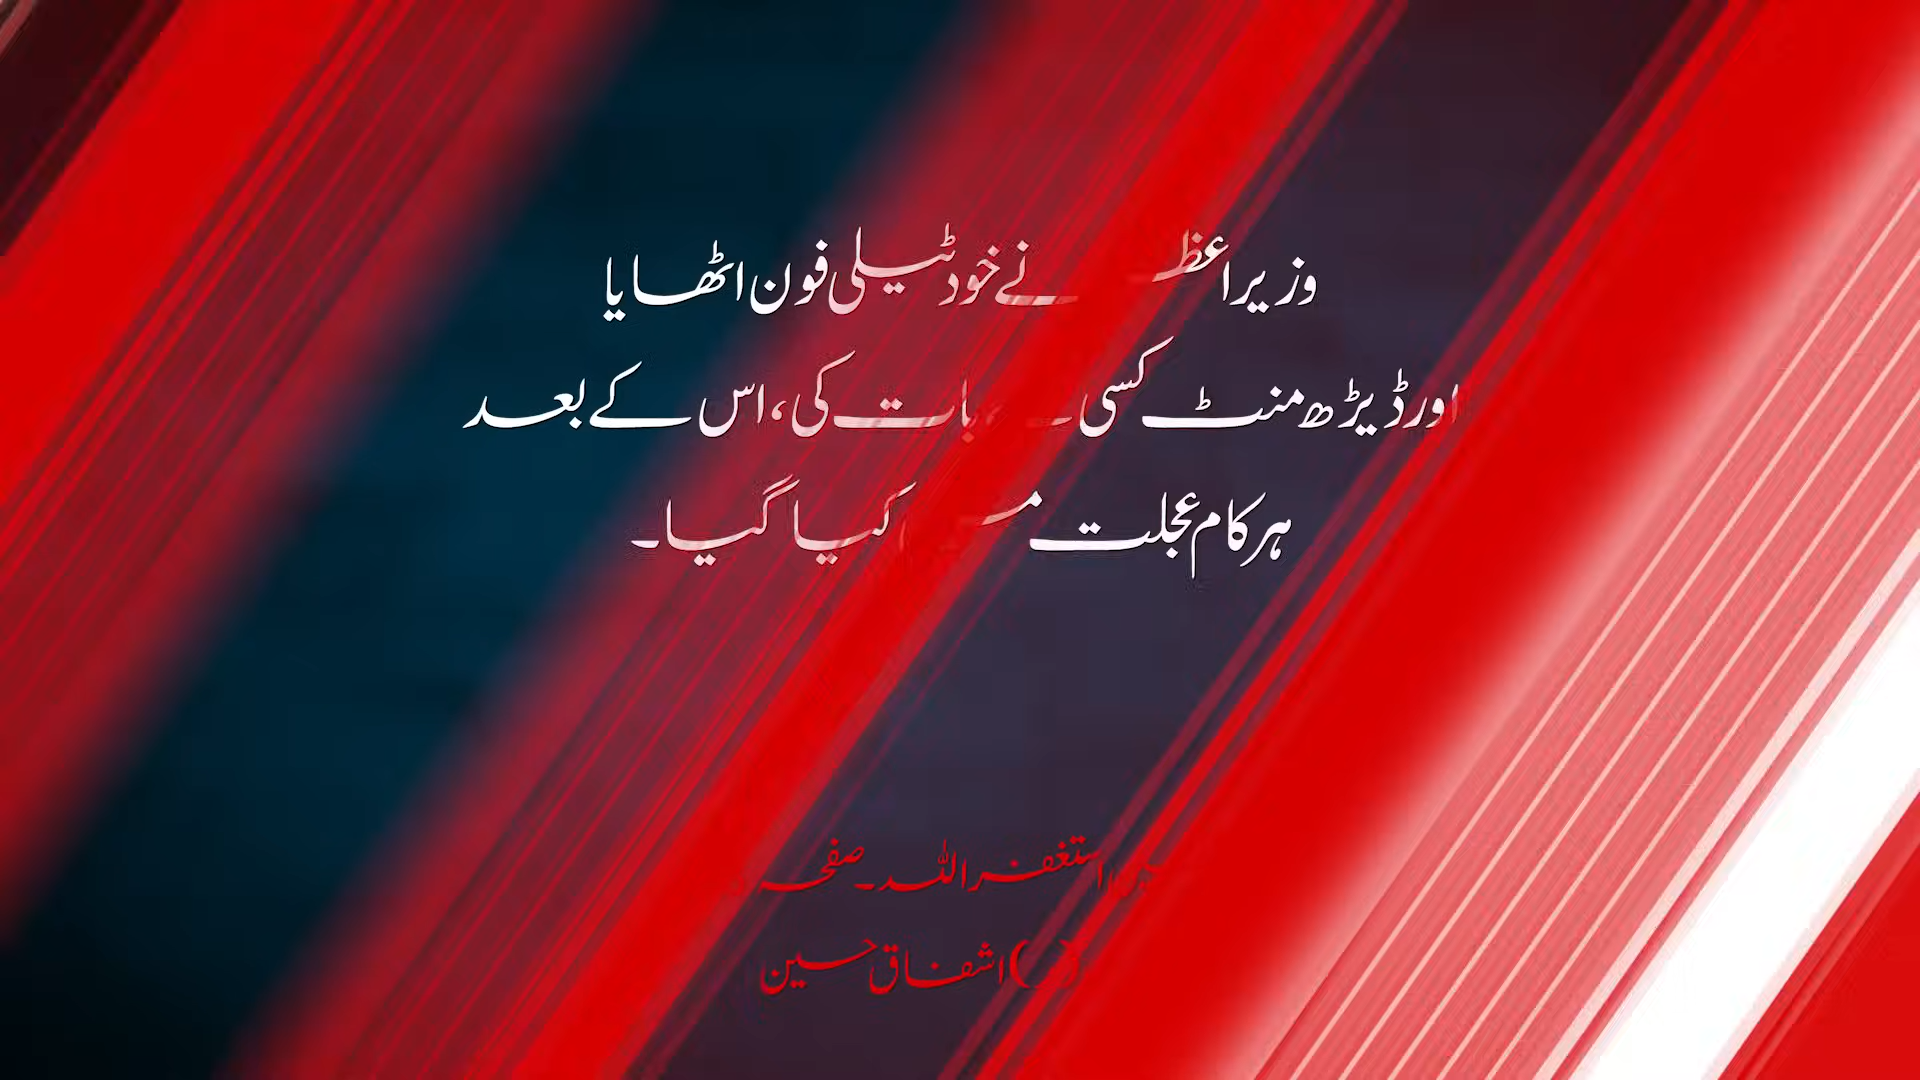 وزیر نے خود ٹیلی فون اٹھایا
اور ڈیڑھ منٹ کسی بات کی، اس کے بعد
ہر کام عجلت کیا گیا۔
استغفراللہ۔صفحہ
اشفاق حسین